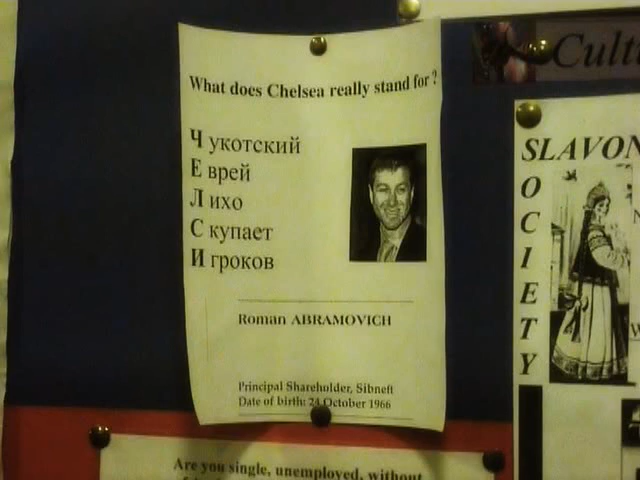 What does Chelsea really stand for?
Чукотский
Еврей
Лихо
Скупает
Игроков
Roman ABRAMOVICH
Principal Shareholder, Sibneft
Date of birth: 24 October 1966
Are you single, unemployed, without
SLAVON
SOCIETY